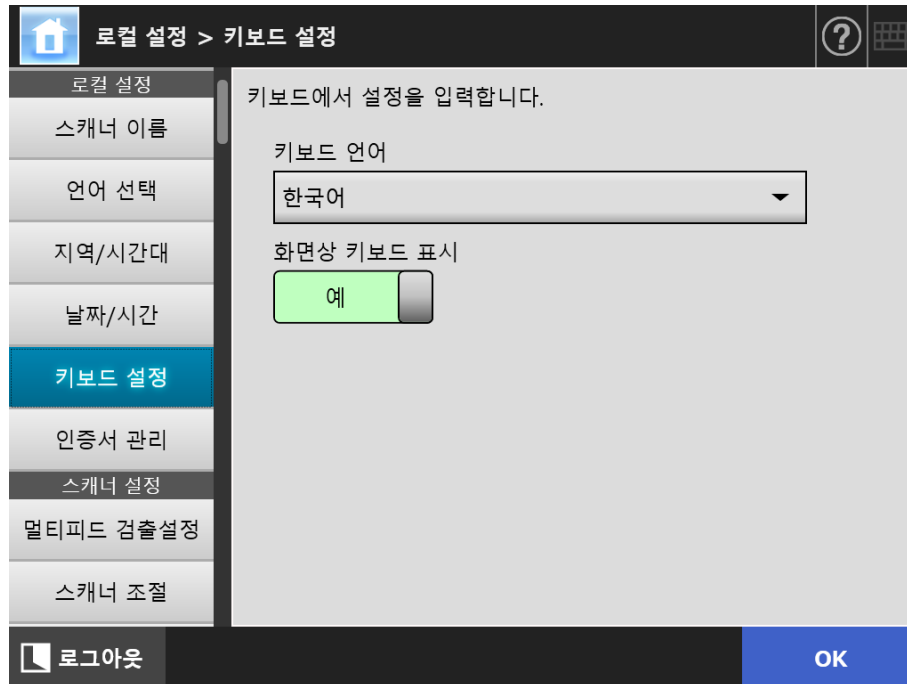 로컬 설정 > 키보드 설정
?
로컬 설정
스캐너 이름
언어 선택
지역/시간대
날짜/시간
키보드 설정
인증서 관리
스캐너 설정
멀티피드 검출설정
스캐너 조절
키보드에서 설정을 입력합니다.
키보드 언어
한국어
화면상 키보드 표시
예
로그아웃
OK